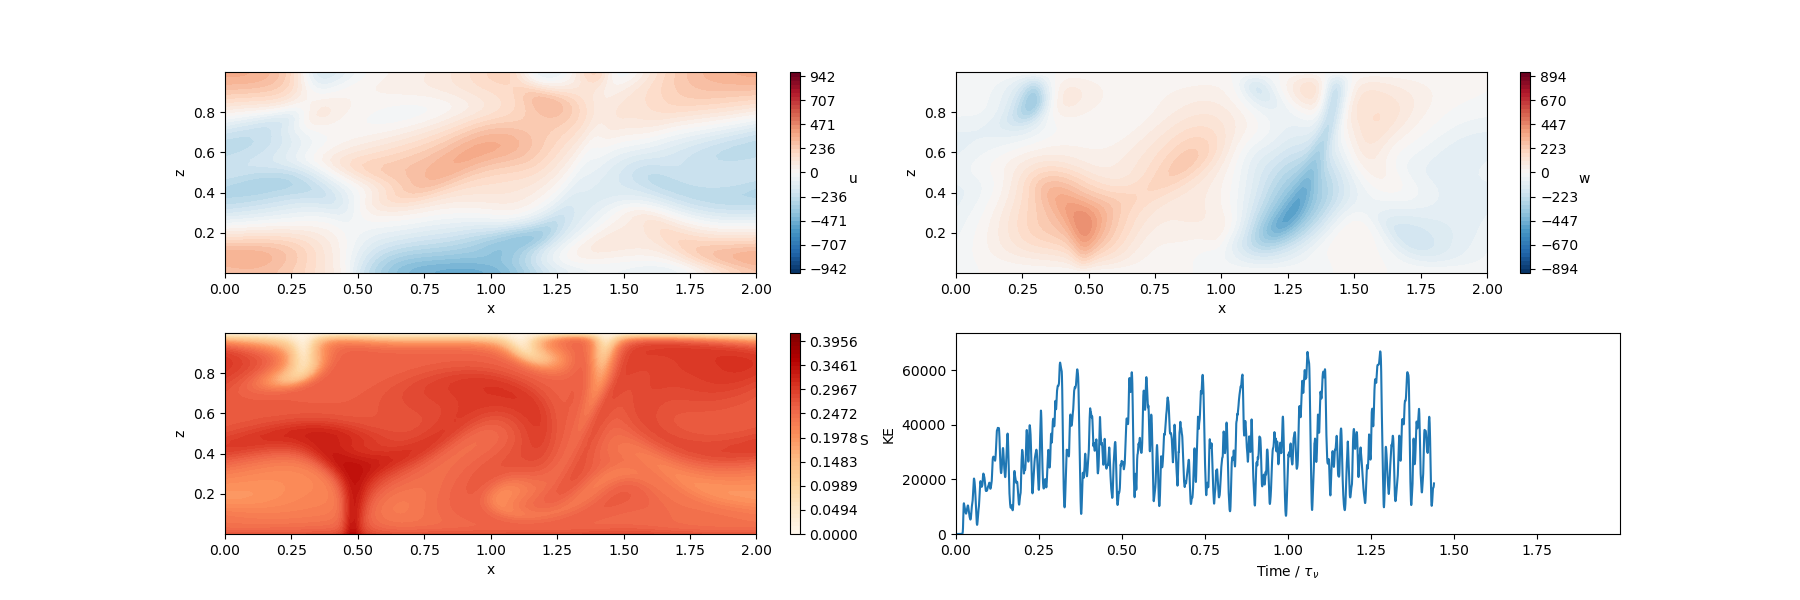 0.8
0.6
0.4
0.2
z
0.00 0.25 0.50 0.75 1.00 1.25 1.50 1.75 2.00
x
942
707
471
236
0
−236
−471
−707
−942
u
0.8
0.6
0.4
0.2
z
0.00 0.25 0.50 0.75 1.00 1.25 1.50 1.75 2.00
x
894
670
447
223
0
−223
−447
−670
−894
w
0.8
0.6
0.4
0.2
z
0.00 0.25 0.50 0.75 1.00 1.25 1.50 1.75 2.00
x
0.3956
0.3461
0.2967
0.2472
0.1978
0.1483
0.0989
0.0494
0.0000
S
60000
40000
20000
0
KE
0.00 0.25 0.50 0.75 1.00 1.25 1.50 1.75
Time / τν